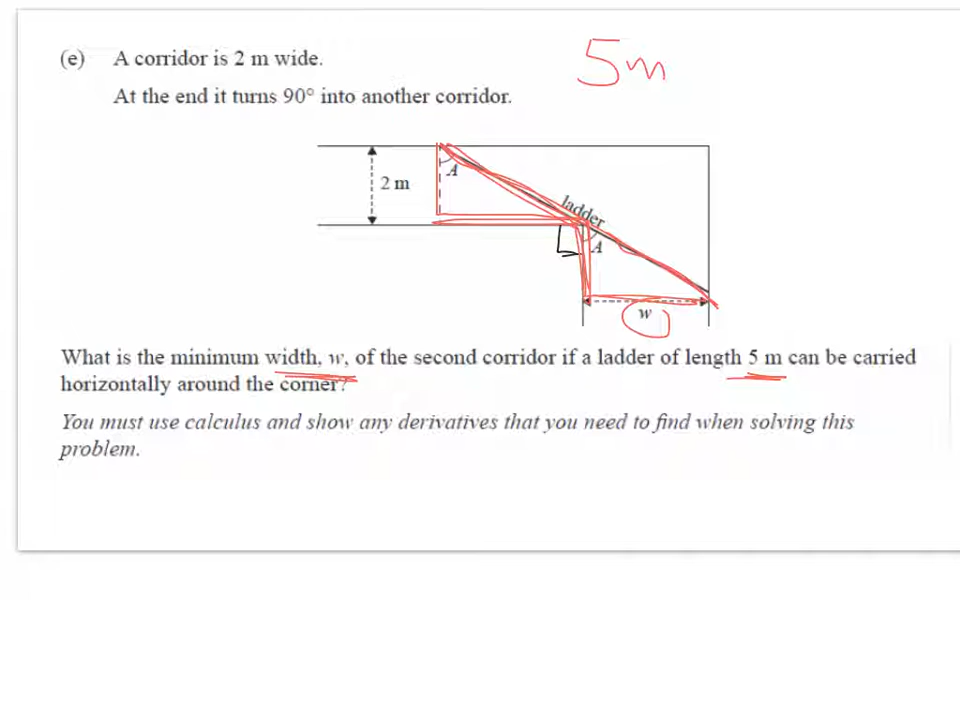 5m
(e) A corridor is 2 m wide.
At the end it turns 90° into another corridor.
A
2 m
ladder
A
w
What is the minimum width, w, of the second corridor if a ladder of length 5 m can be carried
horizontally around the corner?
You must use calculus and show any derivatives that you need to find when solving this
problem.